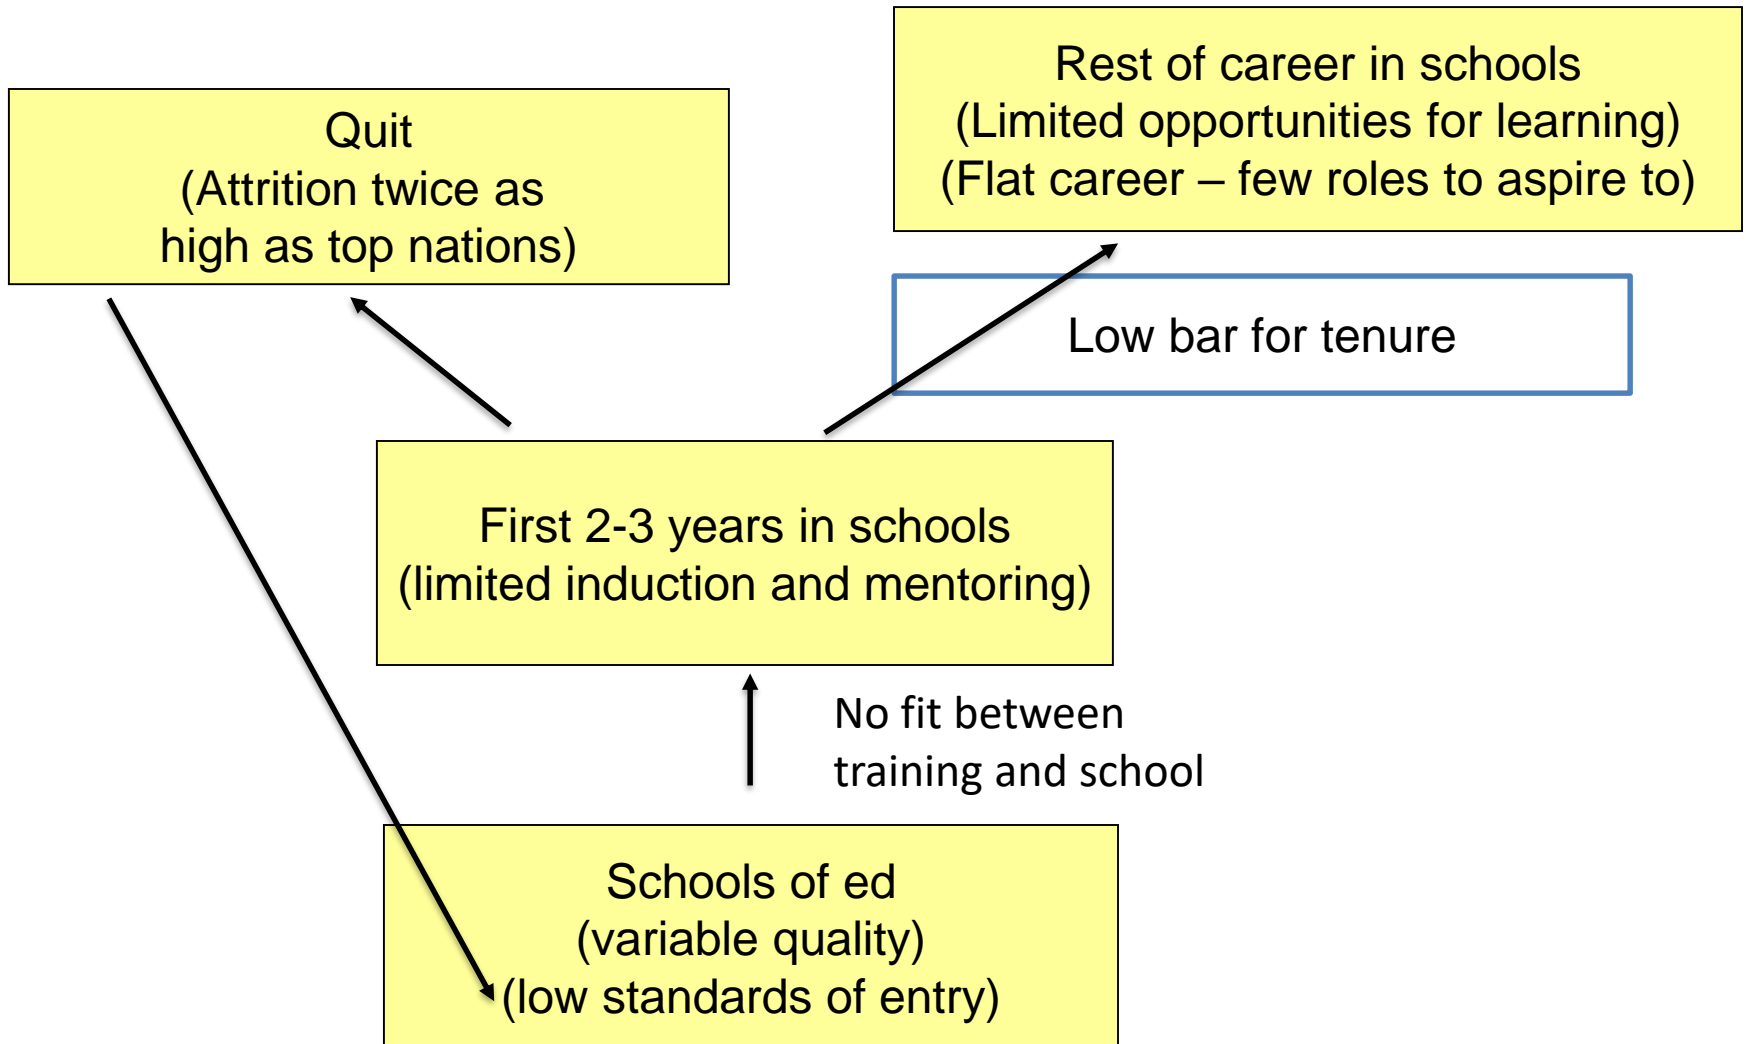 Rest of career in schools
(Limited opportunities for learning)
(Flat career – few roles to aspire to)
Quit
(Attrition twice as
high as top nations)
Low bar for tenure
First 2-3 years in schools
(limited induction and mentoring)
No fit between
training and school
Schools of ed
(variable quality)
(low standards of entry)